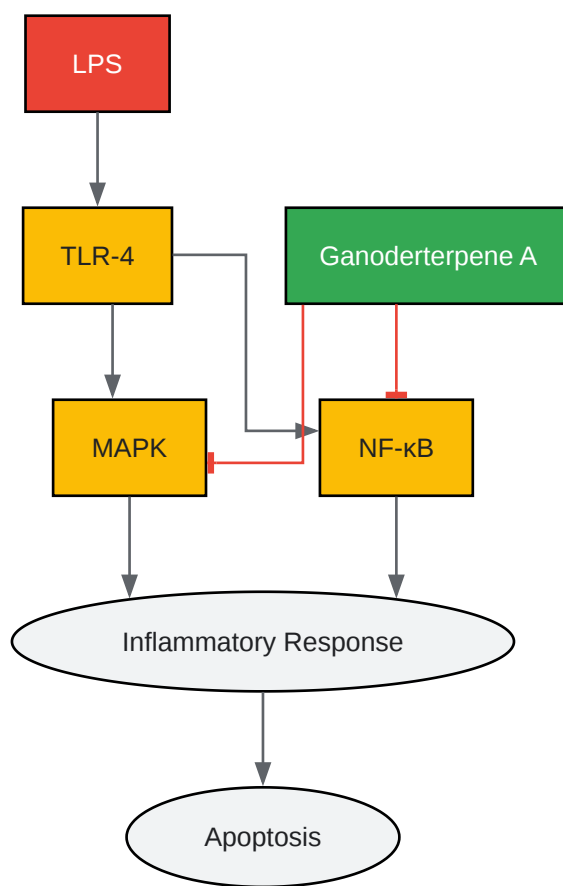 LPS
TLR-4
Ganoderterpene A
MAPK
NF-κB
Inflammatory Response
Apoptosis